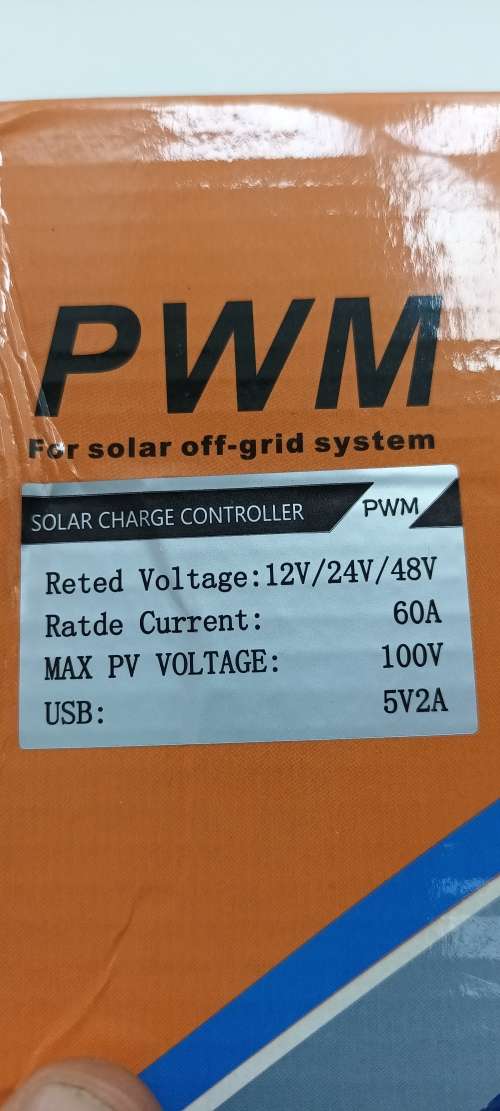 PWM
For solar off-grid system
SOLAR CHARGE CONTROLLER PWM
Reted Voltage:12V/24V/48V
Ratde Current: 60A
MAX PV VOLTAGE: 100V
USB: 5V2A